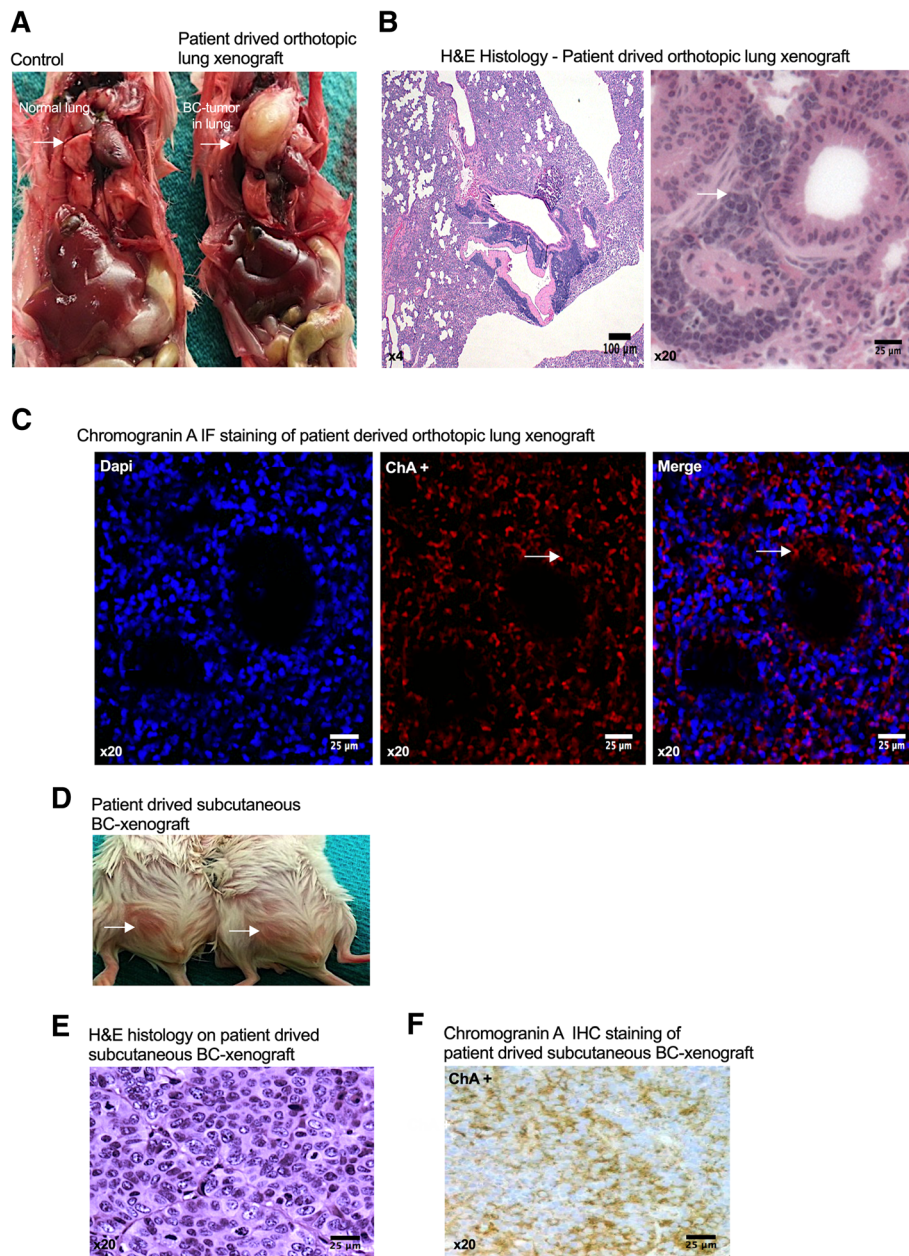 A
Control
Patient drived orthotopic
lung xenograft
Normal lung
BC-tumor
in lung
B
H&E Histology - Patient drived orthotopic lung xenograft
x4
100 μm
x20
25 μm
C
Chromogranin A IF staining of patient derived orthotopic lung xenograft
Dapi
x20
25 μm
ChA +
x20
25 μm
Merge
x20
25 μm
D
Patient drived subcutaneous
BC-xenograft
E
H&E histology on patient drived
subcutaneous BC-xenograft
x20
25 μm
F
Chromogranin A IHC staining of
patient drived subcutaneous BC-xenograft
ChA +
x20
25 μm